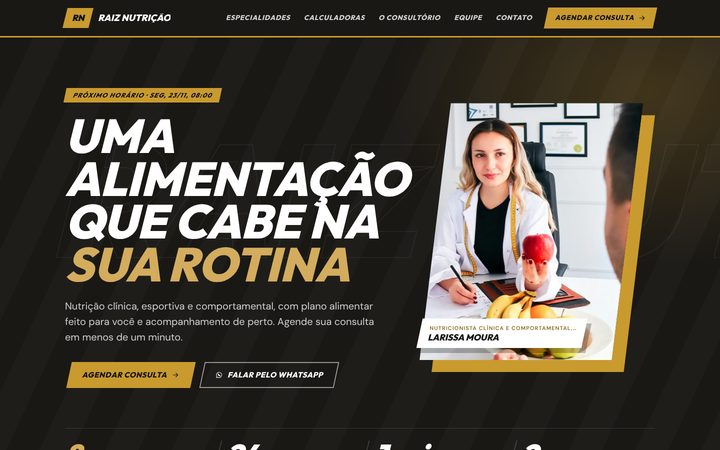 RN RAIZ NUTRIÇÃO
ESPECIALIDADES CALCULADORAS O CONSULTÓRIO EQUIPE CONTATO AGENDAR CONSULTA →
PRÓXIMO HORÁRIO · SEG, 23/11, 08:00
UMA
ALIMENTAÇÃO
QUE CABE NA
SUA ROTINA
Nutrição clínica, esportiva e comportamental, com plano alimentar
feito para você e acompanhamento de perto. Agende sua consulta
em menos de um minuto.
AGENDAR CONSULTA →
FALAR PELO WHATSAPP
NUTRICIONISTA CLÍNICA E COMPORTAMENTAL...
LARISSA MOURA